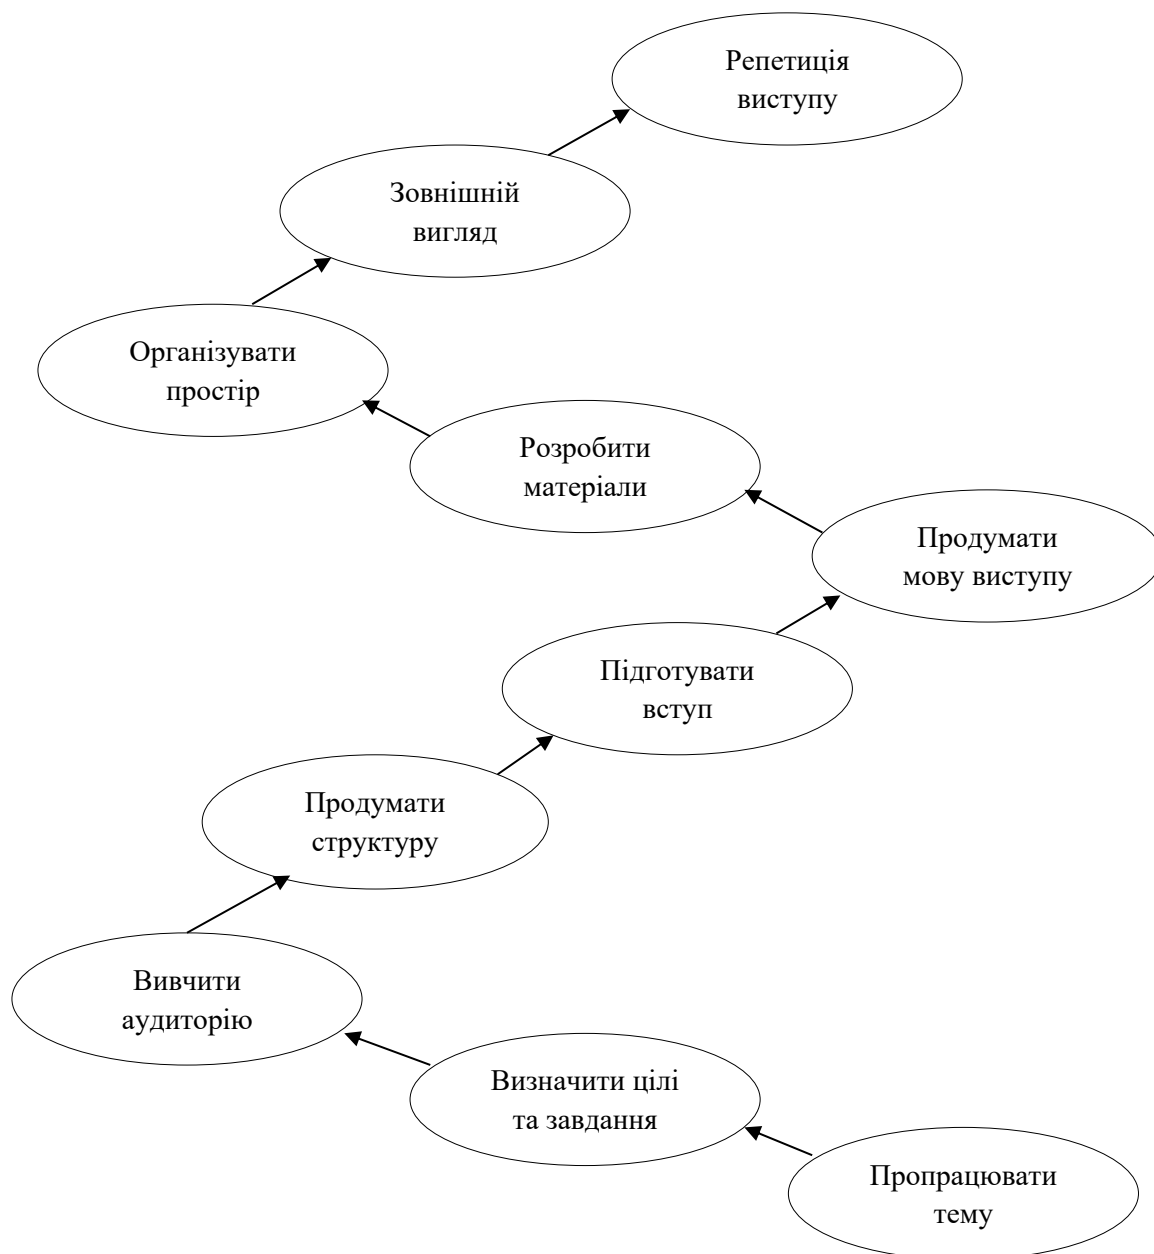 Репетиція
виступу
Зовнішній
вигляд
Організувати
простір
Розробити
матеріали
Продумати
мову виступу
Підготувати
вступ
Продумати
структуру
Вивчити
аудиторію
Визначити цілі
та завдання
Пропрацювати
тему